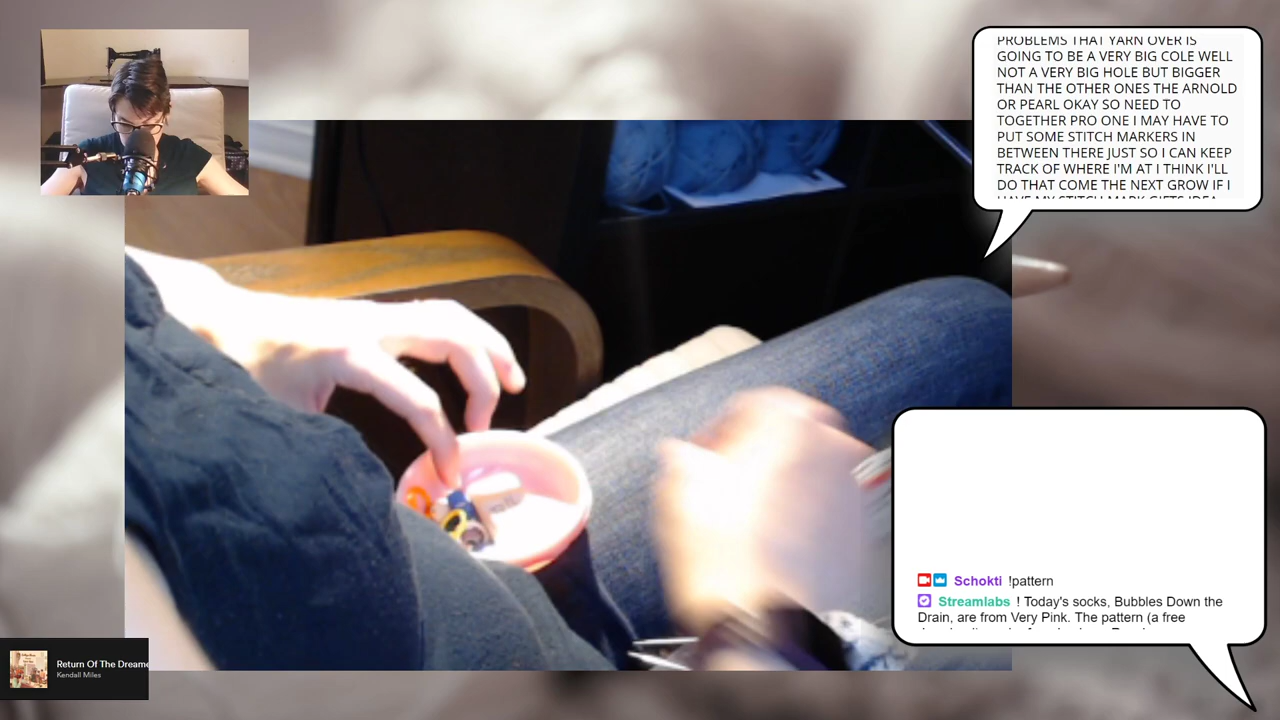 PROBLEMS THAT YARN OVER IS
GOING TO BE A VERY BIG COLE WELL
NOT A VERY BIG HOLE BUT BIGGER
THAN THE OTHER ONES THE ARNOLD
OR PEARL OKAY SO NEED TO
TOGETHER PRO ONE I MAY HAVE TO
PUT SOME STITCH MARKERS IN
BETWEEN THERE JUST SO I CAN KEEP
TRACK OF WHERE I'M AT I THINK I'LL
DO THAT COME THE NEXT GROW IF I
Schokti !pattern
Streamlabs ! Today's socks, Bubbles Down the
Drain, are from Very Pink. The pattern (a free
Return Of The Dreame
Kendall Miles